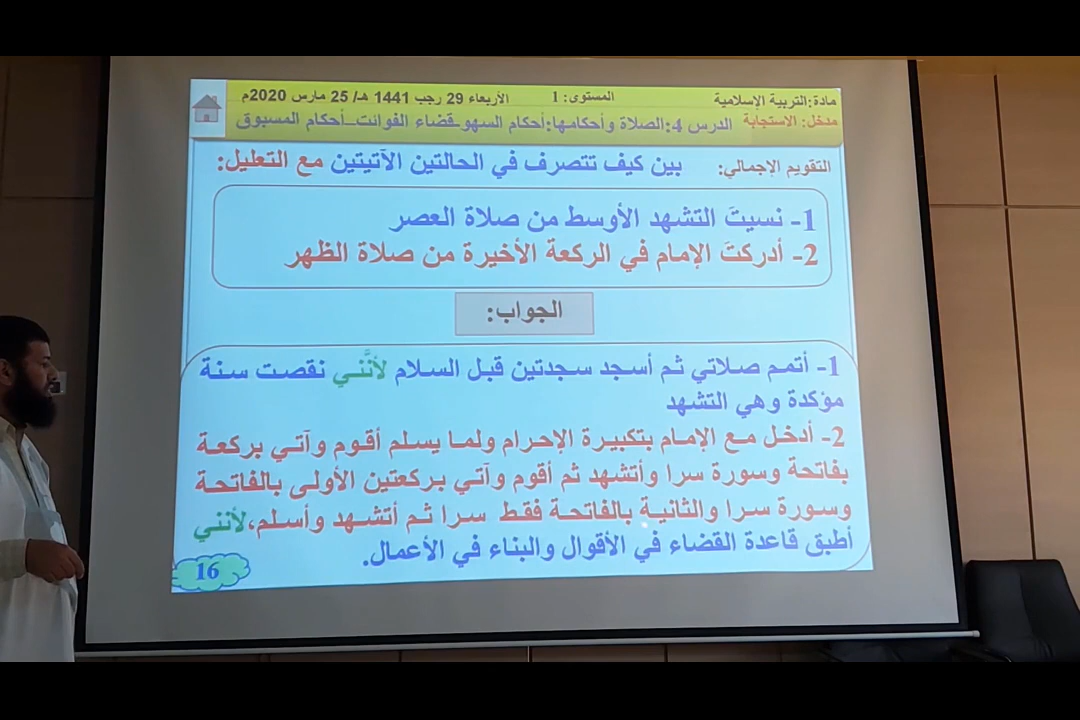 مادة:التربية الإسلامية المستوى: 1 الأربعاء 29 رجب 1441 هـ/ 25 مارس 2020م
مدخل: الاستجابة الدرس 4:الصلاة وأحكامها:أحكام السهو-قضاء الفوائت-أحكام المسبوق
التقويم الإجمالي: بين كيف تتصرف في الحالتين الآتيتين مع التعليل:
1- نسيتَ التشهد الأوسط من صلاة العصر
2- أدركتَ الإمام في الركعة الأخيرة من صلاة الظهر
الجواب:
1- أتمم صلاتي ثم أسجد سجدتين قبل السلام لأنَّني نقصت سنة
مؤكدة وهي التشهد
2- أدخل مع الإمام بتكبيرة الإحرام ولما يسلم أقوم وآتي بركعة
بفاتحة وسورة سرا وأتشهد ثم أقوم وآتي بركعتين الأولى بالفاتحة
وسورة سرا والثانية بالفاتحة فقط سرا ثم أتشهد وأسلم،لأنني
أطبق قاعدة القضاء في الأقوال والبناء في الأعمال.
16